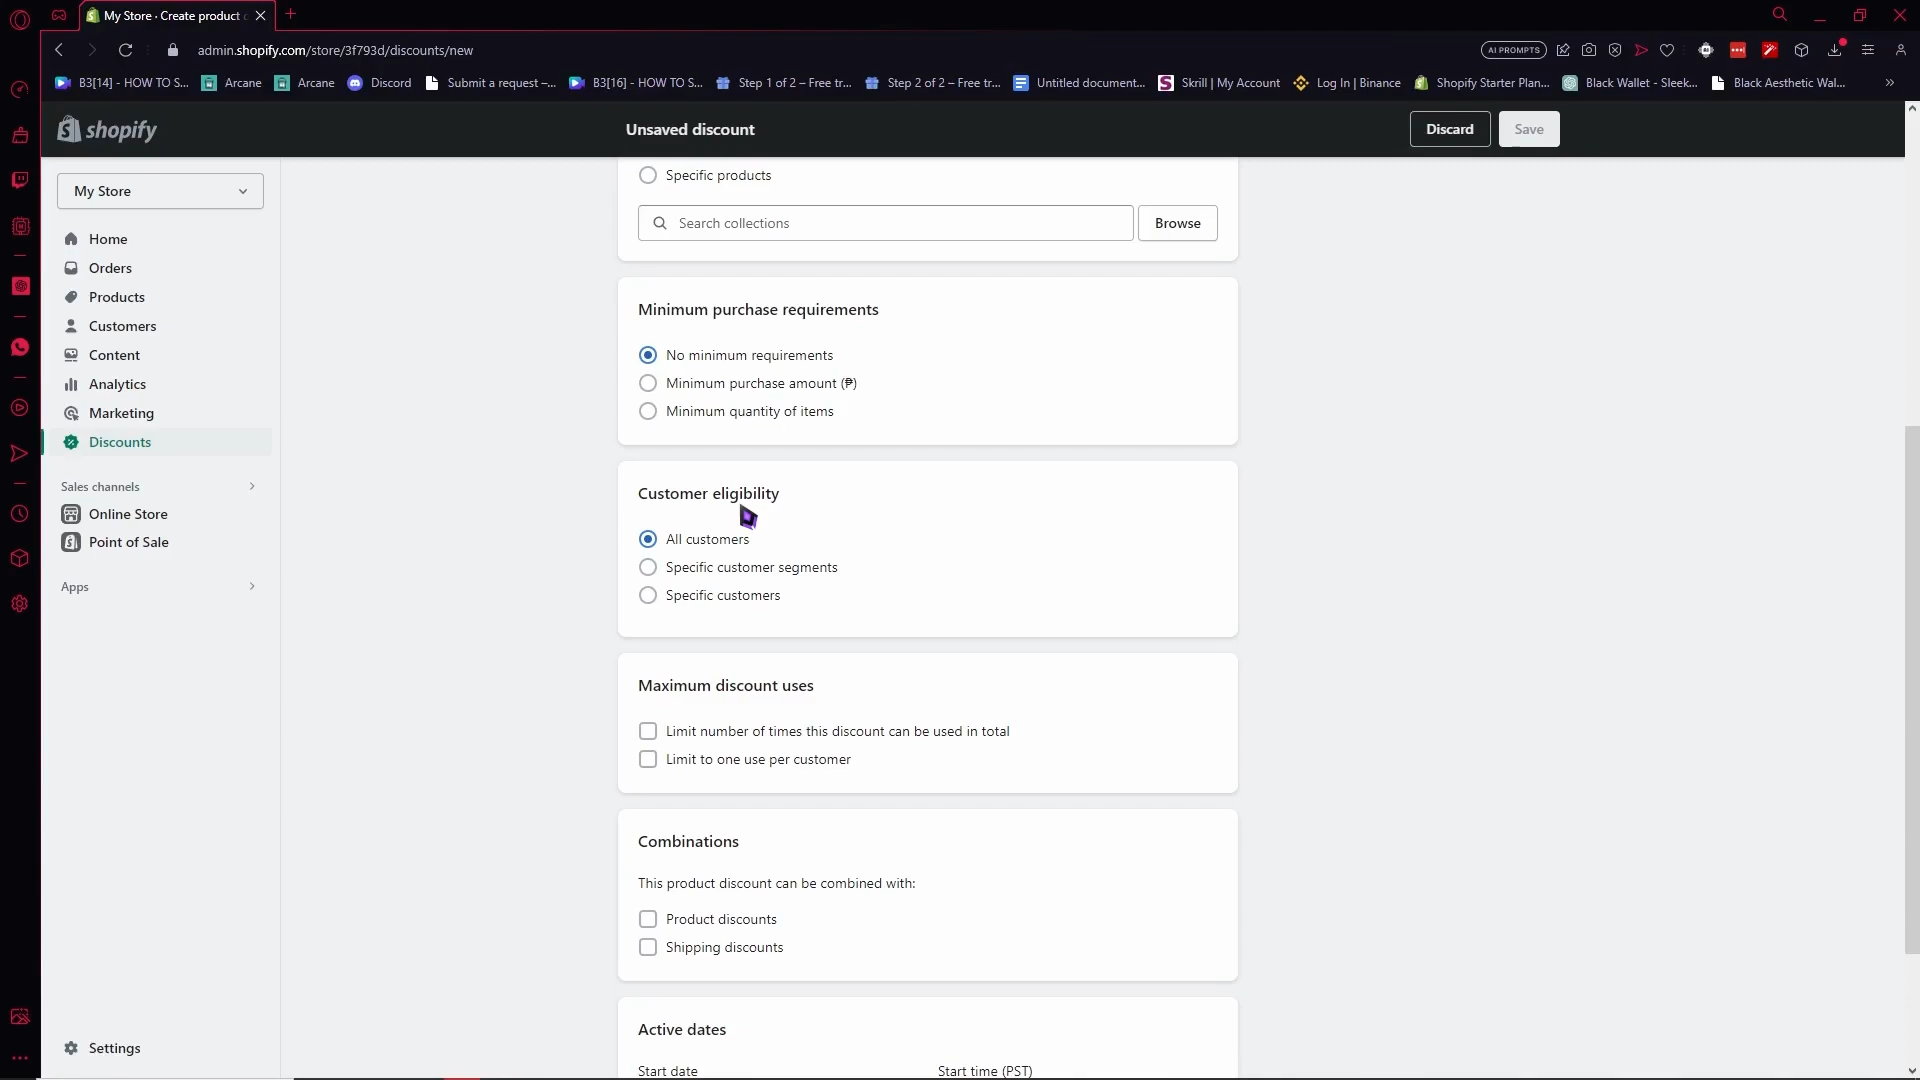 My Store · Create product
admin.shopify.com/store/3f793d/discounts/new
AI PROMPTS
B3[14] - HOW TO S...
Arcane
Arcane
Discord
Submit a request –...
B3[16] - HOW TO S...
Step 1 of 2 – Free tr...
Step 2 of 2 – Free tr...
Untitled document...
Skrill | My Account
Log In | Binance
Shopify Starter Plan...
Black Wallet - Sleek...
Black Aesthetic Wal...
shopify
Unsaved discount
Discard
Save
My Store
Home
Orders
Products
Customers
Content
Analytics
Marketing
Discounts
Sales channels
Online Store
Point of Sale
Apps
Settings
Specific products
Search collections
Browse
Minimum purchase requirements
No minimum requirements
Minimum purchase amount (₱)
Minimum quantity of items
Customer eligibility
All customers
Specific customer segments
Specific customers
Maximum discount uses
Limit number of times this discount can be used in total
Limit to one use per customer
Combinations
This product discount can be combined with:
Product discounts
Shipping discounts
Active dates
Start date
Start time (PST)